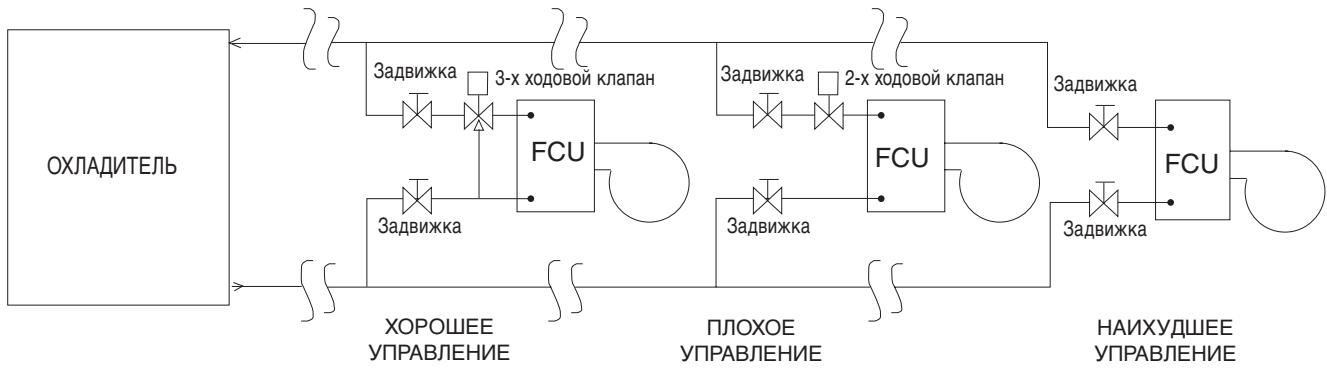 ОХЛАДИТЕЛЬ
Задвижка
3-х ходовой клапан
FCU
Задвижка
Задвижка
2-х ходовой клапан
FCU
Задвижка
Задвижка
FCU
Задвижка
ХОРОШЕЕ
УПРАВЛЕНИЕ
ПЛОХОЕ
УПРАВЛЕНИЕ
НАИХУДШЕЕ
УПРАВЛЕНИЕ